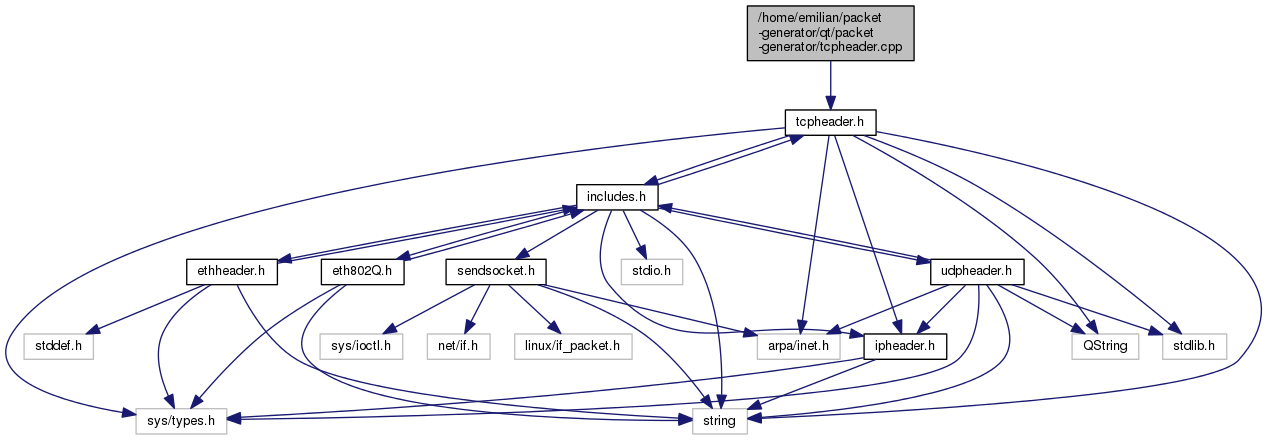 /home/emilian/packet
-generator/qt/packet
-generator/tcpheader.cpp
tcpheader.h
includes.h
ethheader.h
eth802Q.h
sendsocket.h
stdio.h
udpheader.h
stddef.h
sys/ioctl.h
net/if.h
linux/if_packet.h
arpa/inet.h
ipheader.h
QString
stdlib.h
sys/types.h
string